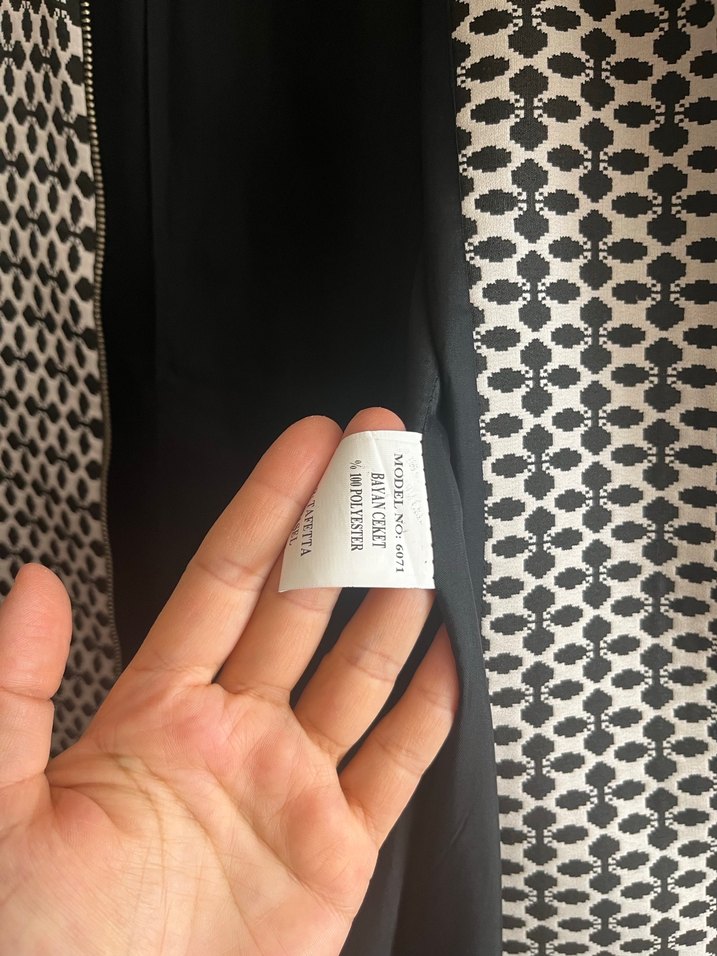 MODEL NO: 6071
BAYAN CEKET
% 100 POLYESTER
TAFETTA